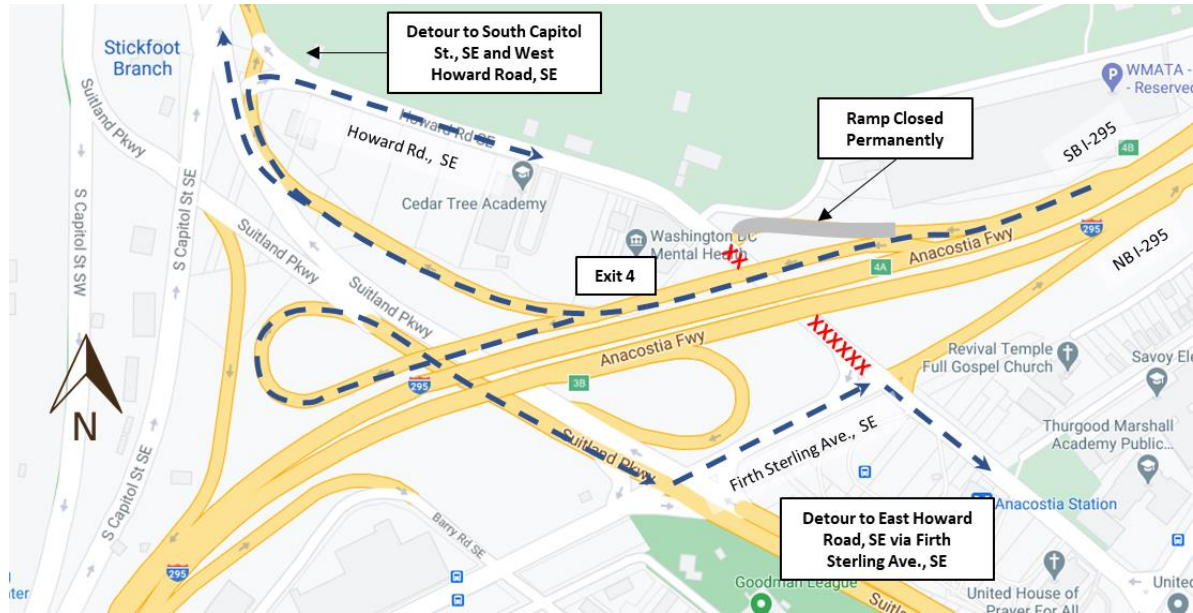 Stickfoot
Branch
Detour to South Capitol
St., SE and West
Howard Road, SE
WMATA -
- Reserved
Suitland Pkwy
Howard Rd SE
Howard Rd., SE
Ramp Closed
Permanently
SB I-295
4B
Cedar Tree Academy
S Capitol St SW
S Capitol St SE
Suitland Pkwy
Washington DC
Mental Health
XX
Anacostia Fwy
4A
295
NB I-295
Exit 4
Suitland Pkwy
XXXXXX
Anacostia Fwy
Revival Temple
Full Gospel Church
Savoy El
N
295
3B
Thurgood Marshall
Academy Public...
S Capitol St SE
Suitland Pkwy
Firth Sterling Ave., SE
Anacostia Station
Barry Rd SE
Detour to East Howard
Road, SE via Firth
Sterling Ave., SE
295
Goodman League
United House of
Prayer For All
United
Suitl